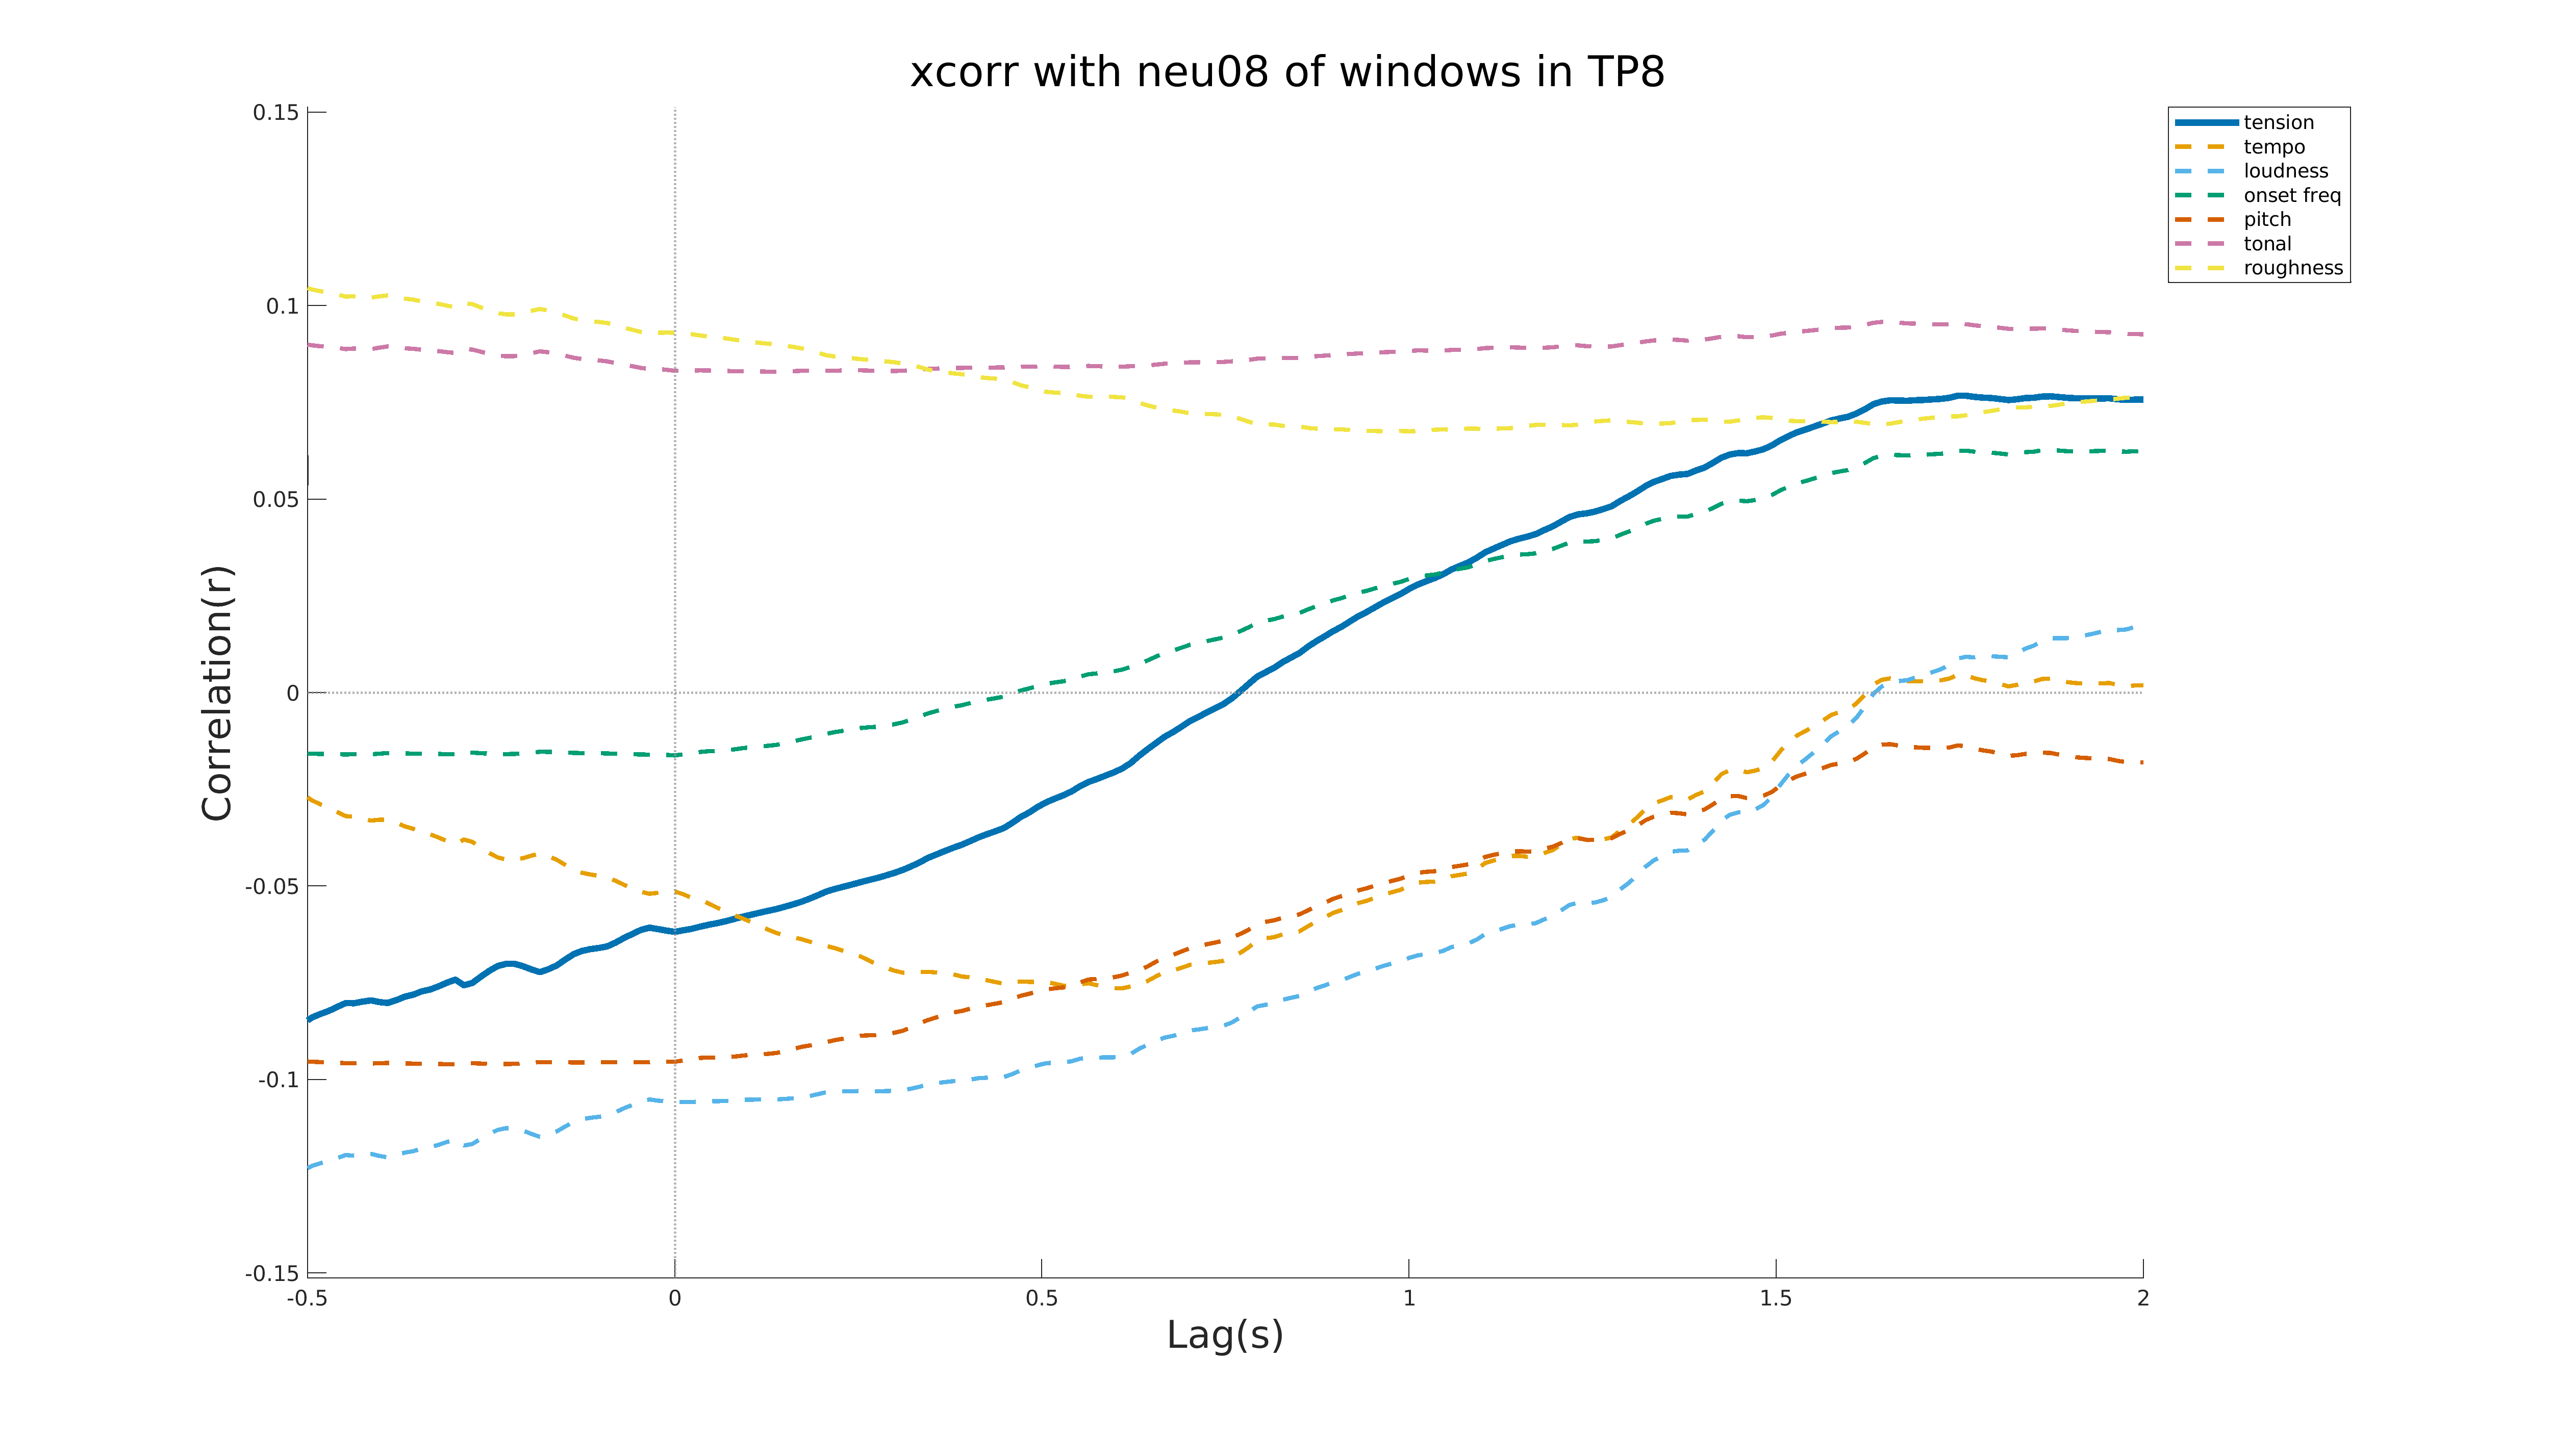 xcorr with neu08 of windows in TP8
tension
tempo
loudness
onset freq
pitch
tonal
roughness
Correlation(r)
0.15
0.1
0.05
0
-0.05
-0.1
-0.15
-0.5
0
0.5
1
1.5
2
Lag(s)